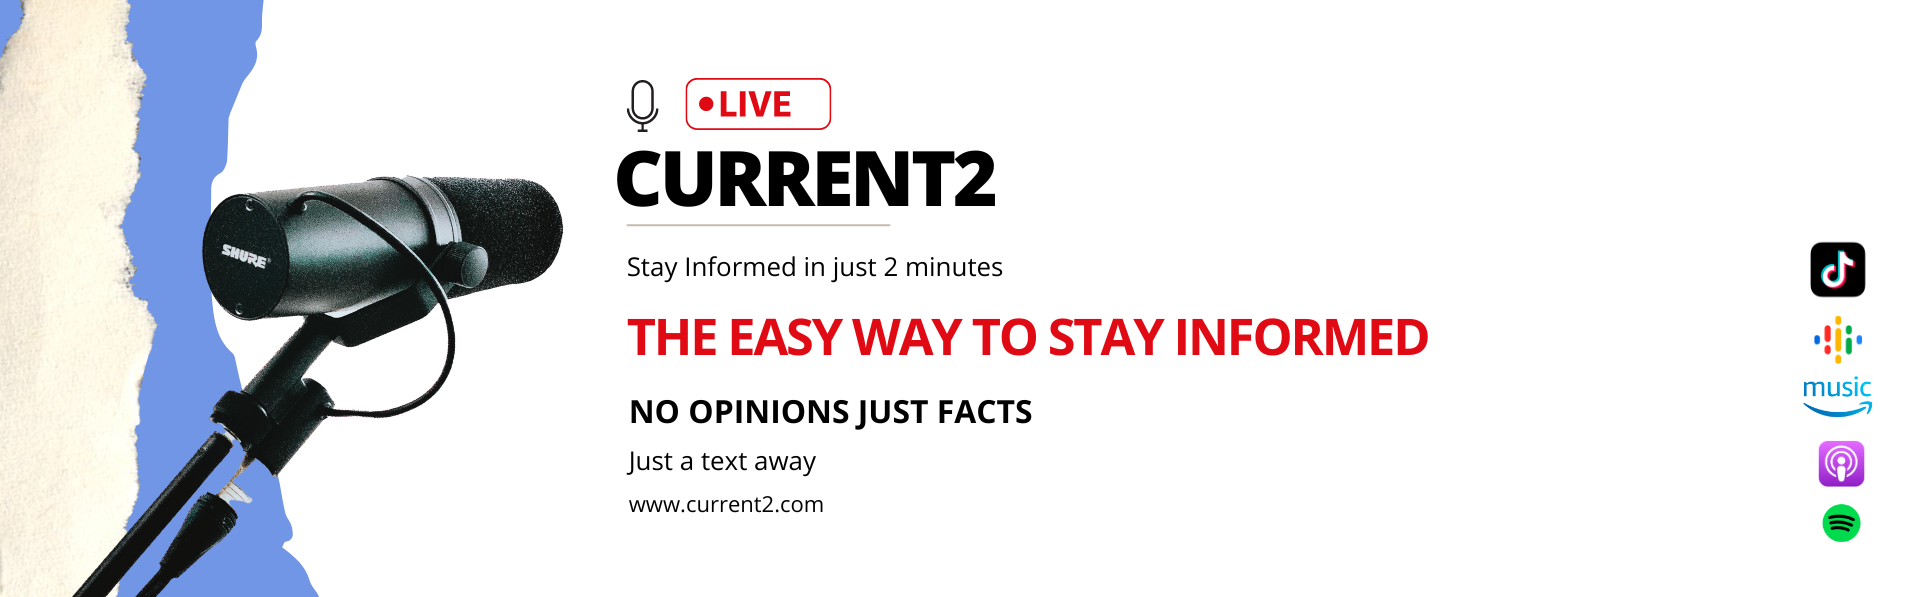 LIVE
CURRENT2
SHURE
Stay Informed in just 2 minutes
THE EASY WAY TO STAY INFORMED
NO OPINIONS JUST FACTS
Just a text away
www.current2.com
music